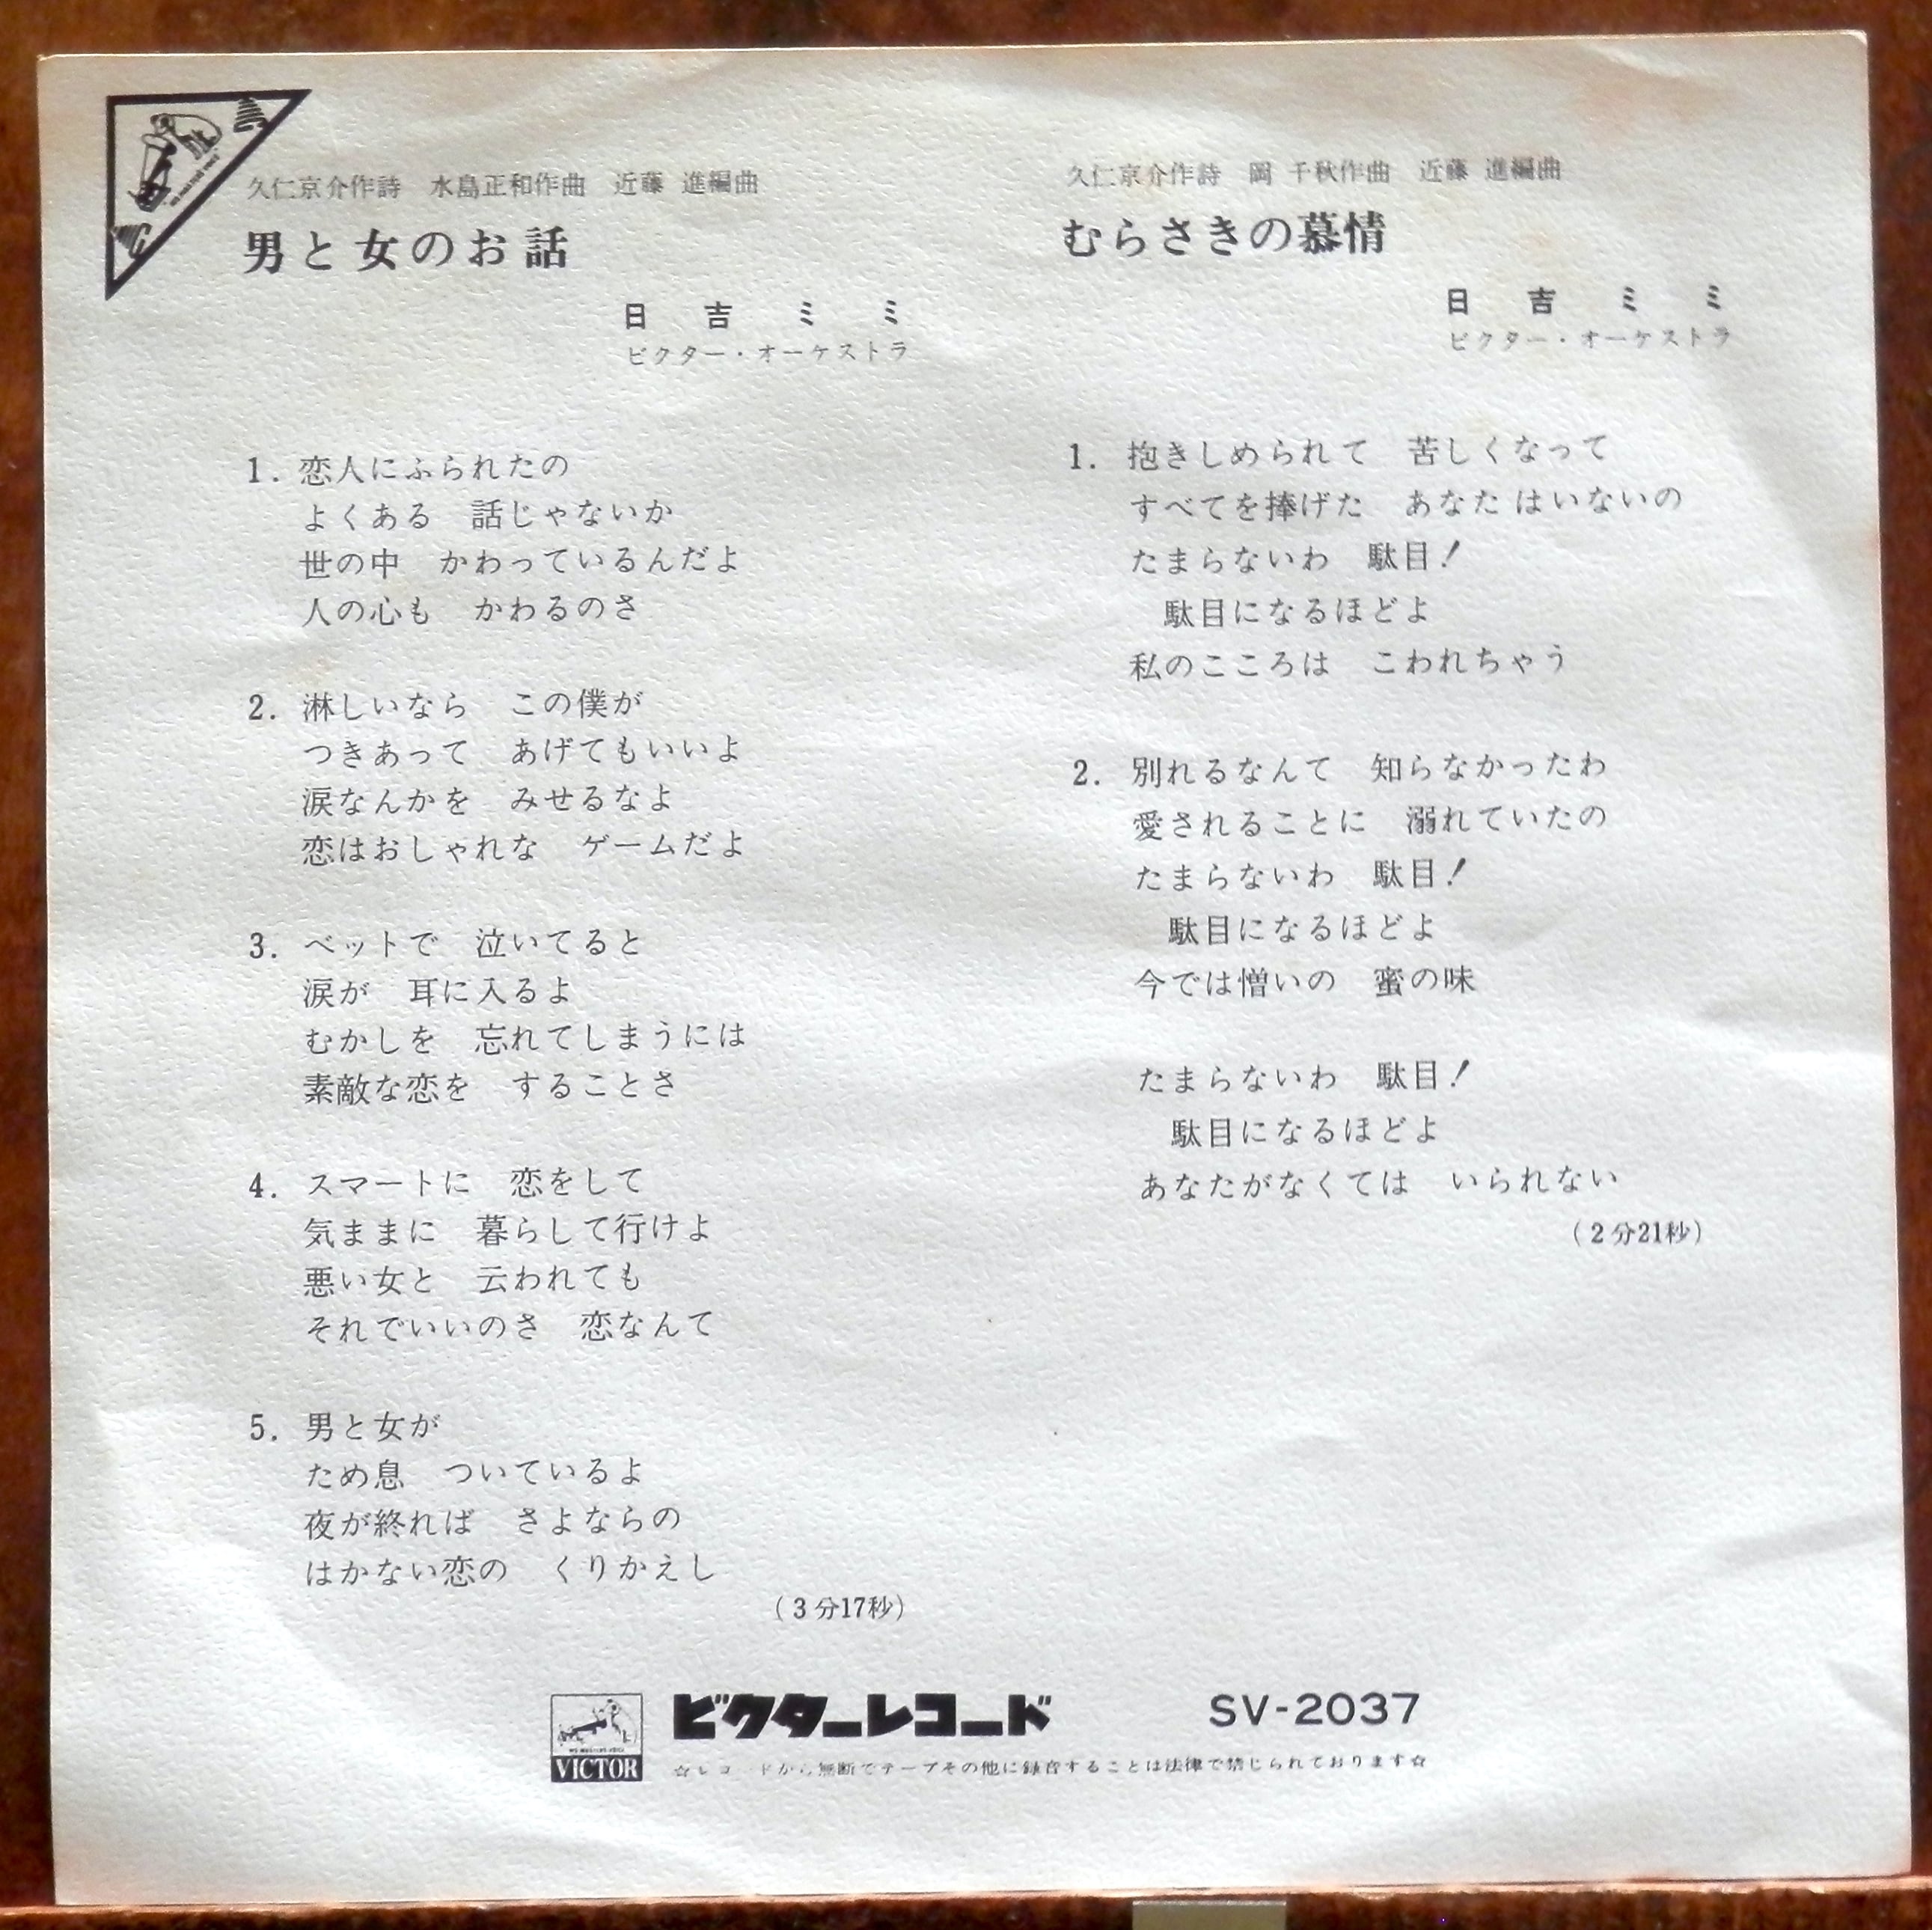 久仁京介作詩　水島正和作曲　近藤 進編曲
男と女のお話
日吉ミミ
ビクター・オーケストラ
1. 恋人にふられたの
よくある　話じゃないか
世の中　かわっているんだよ
人の心も　かわるのさ
2. 淋しいなら　この僕が
つきあって　あげてもいいよ
涙なんかを　みせるなよ
恋はおしゃれな　ゲームだよ
3. ベットで　泣いてると
涙が　耳に入るよ
むかしを　忘れてしまうには
素敵な恋を　することさ
4. スマートに　恋をして
気ままに　暮らして行けよ
悪い女と　云われても
それでいいのさ　恋なんて
5. 男と女が
ため息　ついているよ
夜が終れば　さよならの
はかない恋の　くりかえし
(3分17秒)
久仁京介作詩　岡 千秋作曲　近藤 進編曲
むらさきの慕情
日吉ミミ
ビクター・オーケストラ
1. 抱きしめられて　苦しくなって
すべてを捧げた　あなたはいないの
たまらないわ　駄目！
駄目になるほどよ
私のこころは　こわれちゃう
2. 別れるなんて　知らなかったわ
愛されることに　溺れていたの
たまらないわ　駄目！
駄目になるほどよ
今では憎いの　蜜の味
たまらないわ　駄目！
駄目になるほどよ
あなたがなくては　いられない
(2分21秒)
VICTOR
ビクターレコード　SV-2037
☆レコードから無断でテープその他に録音することは法律で禁じられております☆